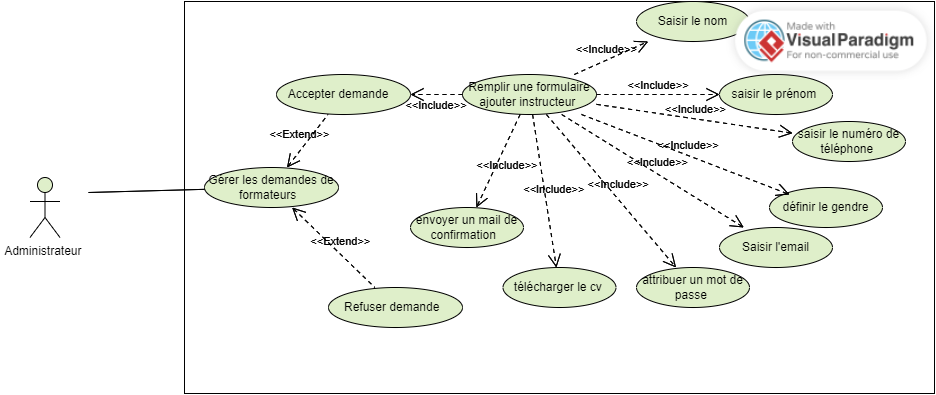 Saisir le nom
Made with
VisualParadigm
For non-commercial use
<<Include>>
Accepter demande
<<Include>>
Remplir une formulaire
ajouter instructeur
<<Include>>
saisir le prénom
<<Include>>
saisir le numéro de
téléphone
<<Extend>>
<<Include>>
<<Include>>
<<Include>>
<<Include>>
<<Include>>
Gérer les demandes de
formateurs
définir le gendre
Administrateur
envoyer un mail de
confirmation
<<Extend>>
Saisir l'email
télécharger le cv
attribuer un mot de
passe
Refuser demande